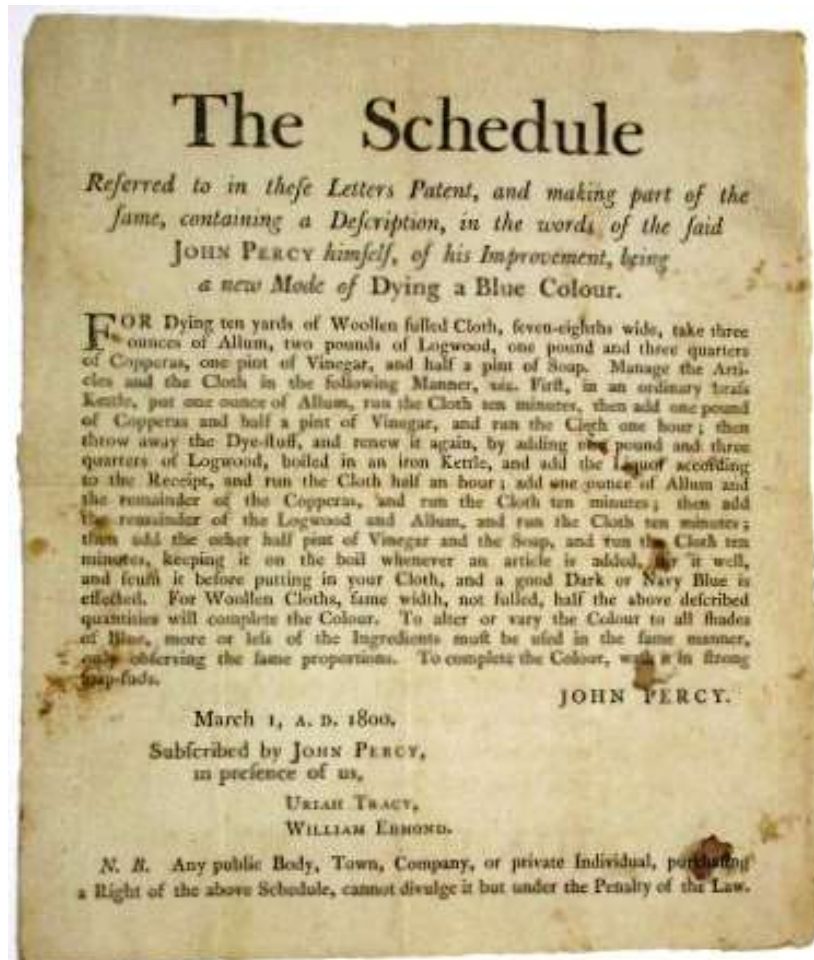 The Schedule
Referred to in theſe Letters Patent, and making part of the
ſame, containing a Deſcription, in the words of the ſaid
JOHN PERCY himſelf, of his Improvement, being
a new Mode of Dying a Blue Colour.
FOR Dying ten yards of Woollen fulled Cloth, ſeven-eighths wide, take three
ounces of Allum, two pounds of Logwood, one pound and three quarters
of Copperas, one pint of Vinegar, and half a pint of Soap. Manage the Arti-
cles and the Cloth in the following Manner, viz. Firſt, in an ordinary braſs
Kettle, put one ounce of Allum, run the Cloth ten minutes, then add one pound
of Copperas and half a pint of Vinegar, and run the Cloth one hour; then
throw away the Dye-ſtuff, and renew it again, by adding one pound and three
quarters of Logwood, boiled in an iron Kettle, and add the Liquor according
to the Receipt, and run the Cloth half an hour; add one ounce of Allum and
the remainder of the Copperas, and run the Cloth ten minutes; then add
the remainder of the Logwood and Allum, and run the Cloth ten minutes;
then add the other half pint of Vinegar and the Soap, and run the Cloth ten
minutes, keeping it on the boil whenever an article is added, it well,
and ſcum it before putting in your Cloth, and a good Dark or Navy Blue is
effected. For Woollen Cloths, ſame width, not fulled, half the above deſcribed
quantities will complete the Colour. To alter or vary the Colour to all ſhades
of Blue, more or leſs of the Ingredients muſt be uſed in the ſame manner,
only obſerving the ſame proportions. To complete the Colour, waſh it in ſtrong
ſoap-ſuds.
JOHN PERCY.
March 1, A. D. 1800.
Subſcribed by JOHN PERCY,
in preſence of us,
URIAH TRACY,
WILLIAM EDMOND.
N. B. Any public Body, Town, Company, or private Individual, purchaſing
a Right of the above Schedule, cannot divulge it but under the Penalty of the Law.